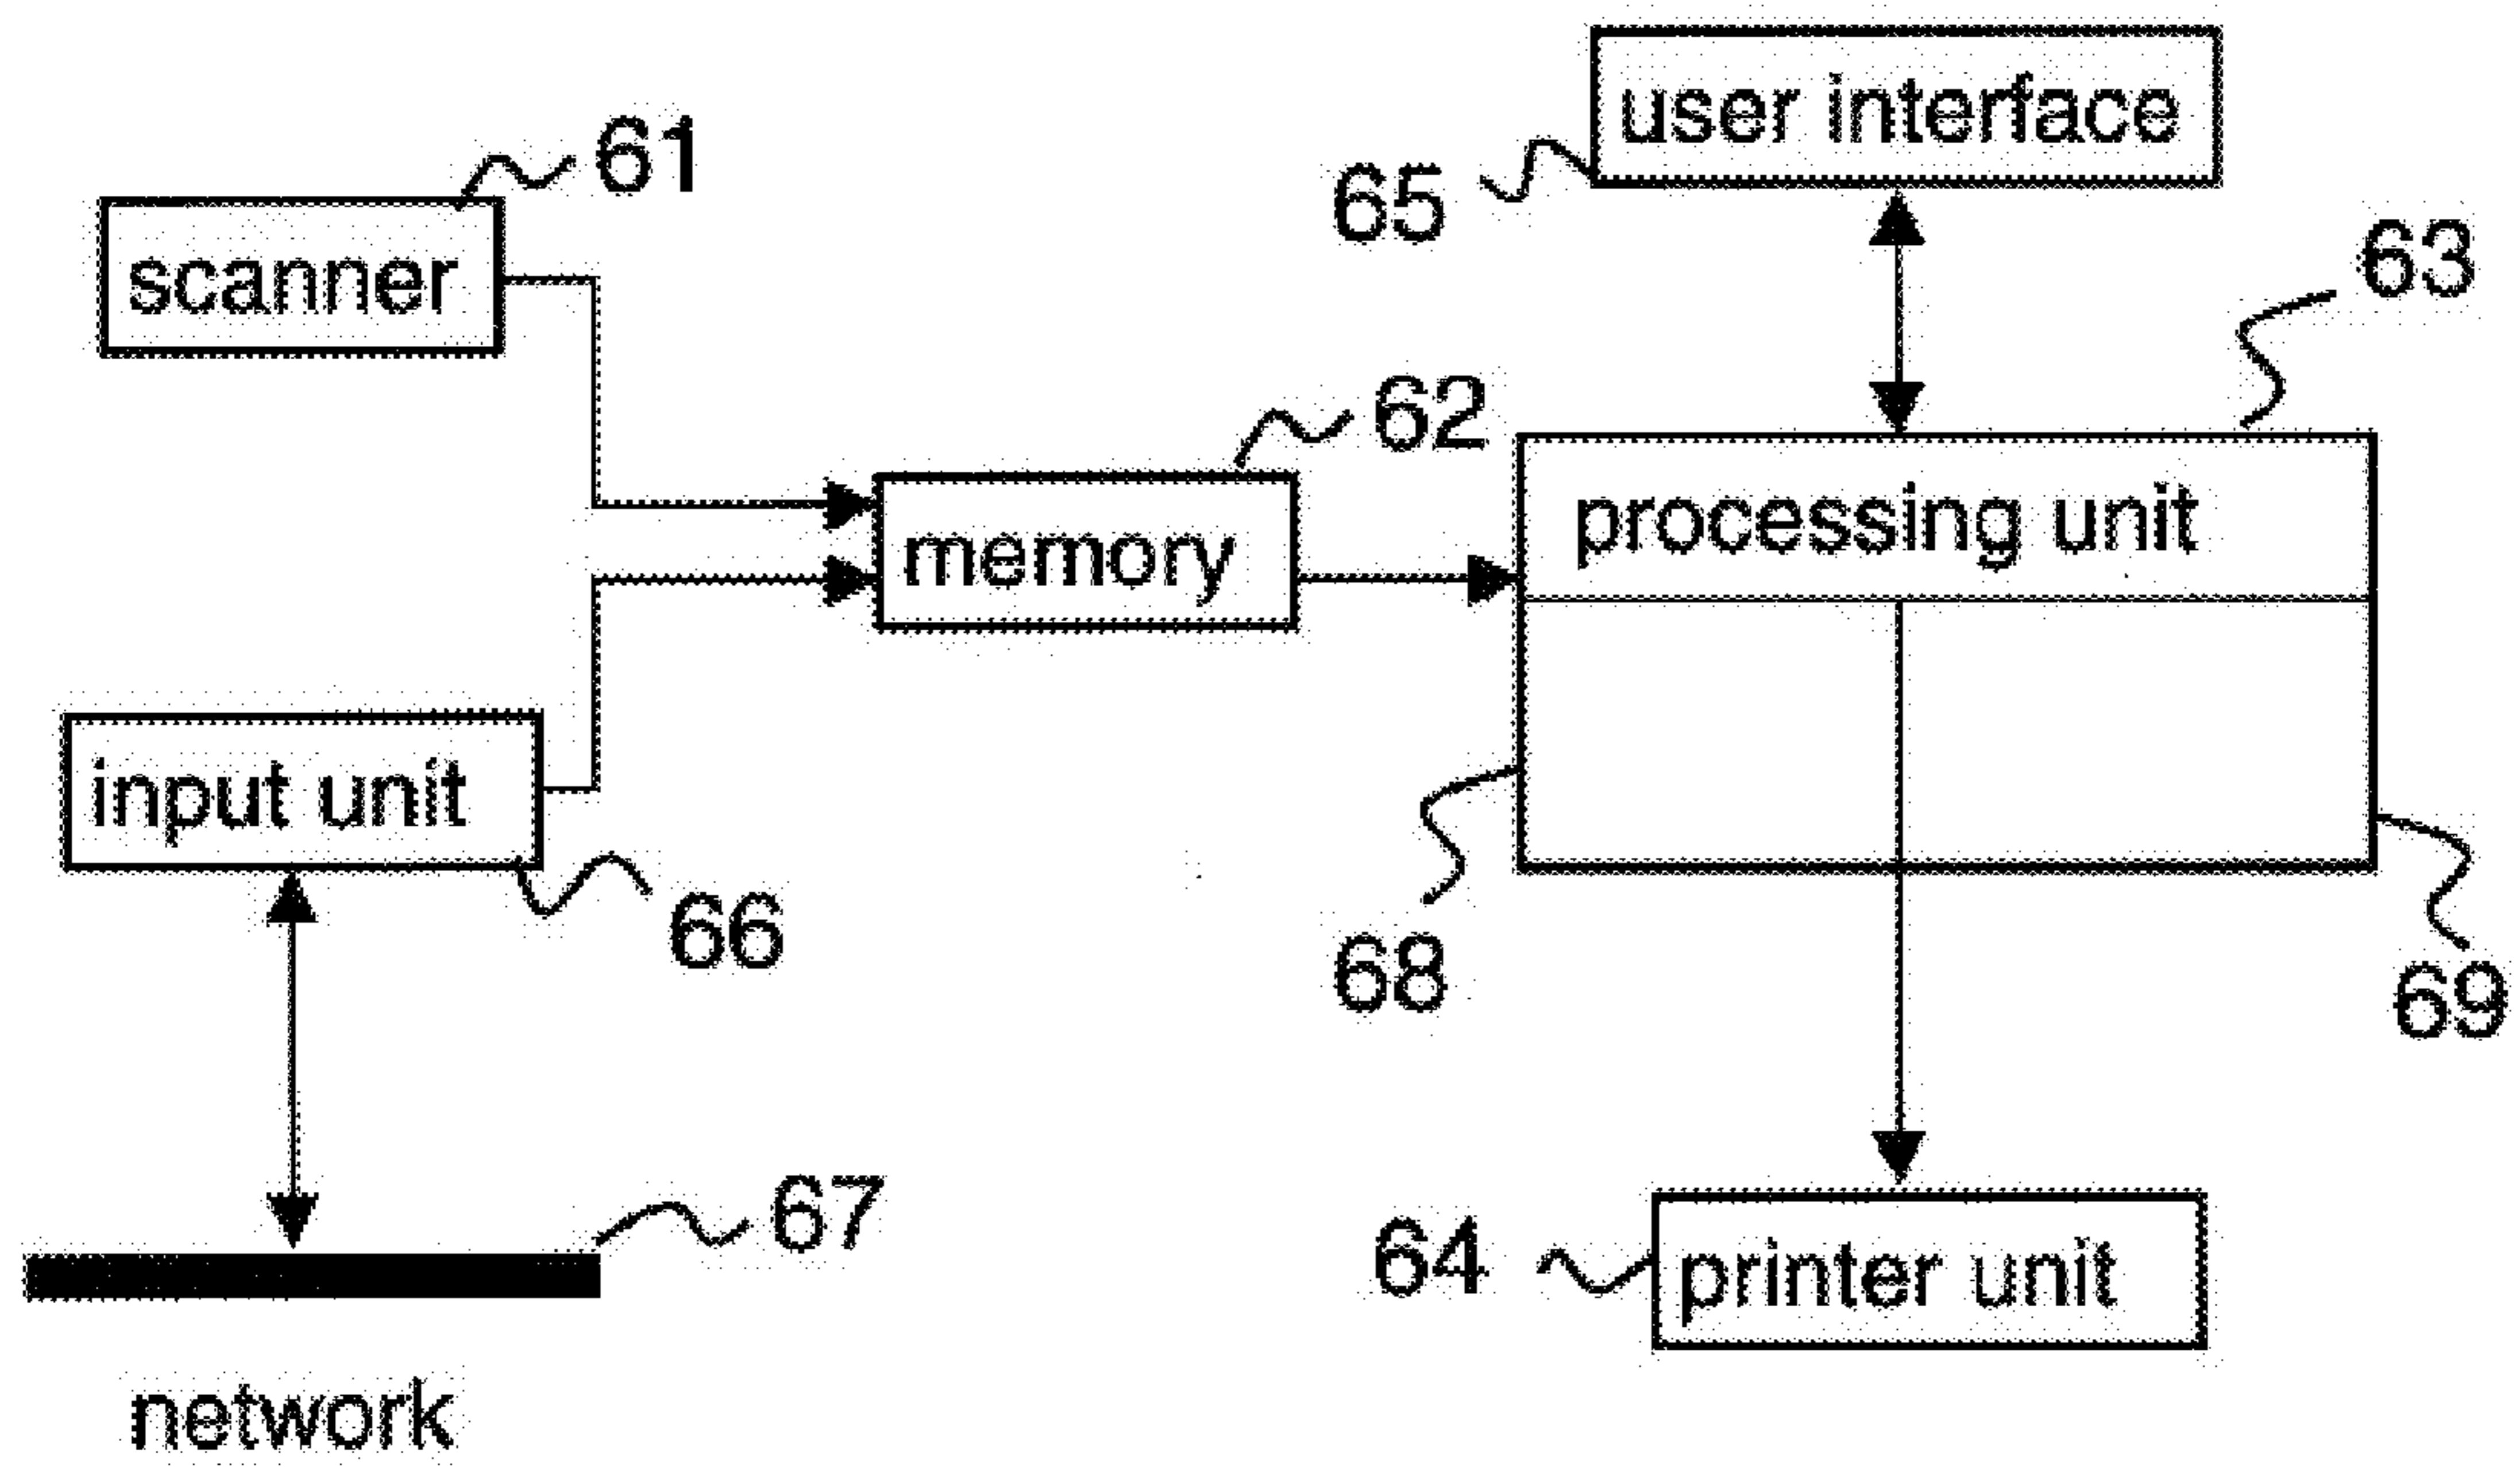 user interface
61
65
63
scanner
62
processing unit
memory
input unit
66
68
69
67
64
printer unit
network